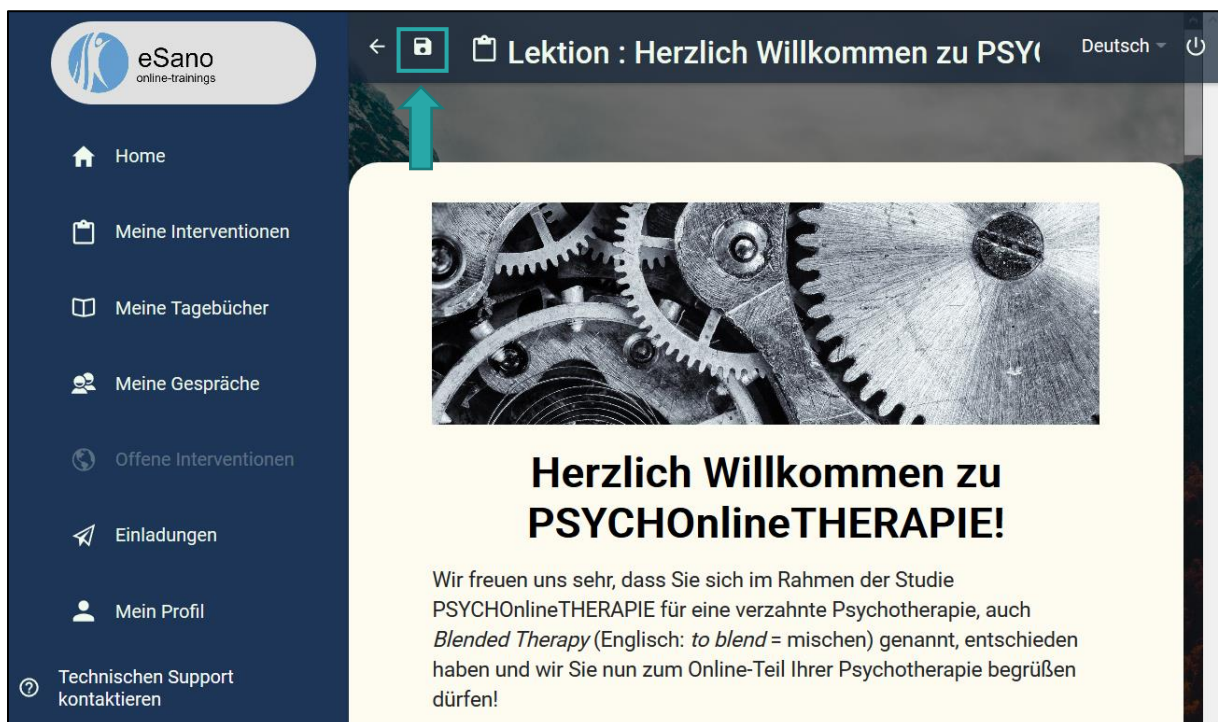 eSano
online-trainings
Home
Meine Interventionen
Meine Tagebücher
Meine Gespräche
Offene Interventionen
Einladungen
Mein Profil
Technischen Support
kontaktieren
Lektion : Herzlich Willkommen zu PSY
Deutsch
Herzlich Willkommen zu
PSYCHOnlineTHERAPIE!
Wir freuen uns sehr, dass Sie sich im Rahmen der Studie
PSYCHOnlineTHERAPIE für eine verzahnte Psychotherapie, auch
Blended Therapy (Englisch: to blend = mischen) genannt, entschieden
haben und wir Sie nun zum Online-Teil Ihrer Psychotherapie begrüßen
dürfen!